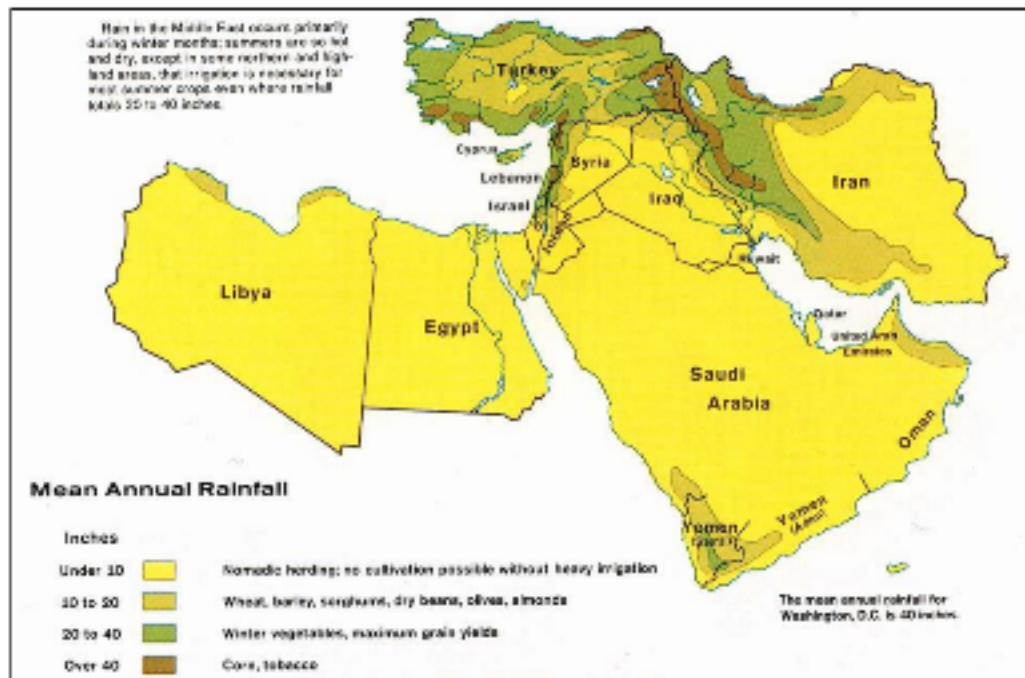 Rain in the Middle East occurs primarily
during winter months; summers are so hot
and dry, except in some northern and high-
land areas, that irrigation is necessary for
most summer crops even where rainfall
totals 20 to 40 inches.
Turkey
Cyprus
Syria
Lebanon
Iran
Israel
Iraq
Jordan
Kuwait
Libya
Egypt
Qatar
United Arab
Emirates
Saudi
Arabia
Oman
Yemen
Yemen
(Aden)
Mean Annual Rainfall
Inches
Under 10 Nomadic herding; no cultivation possible without heavy irrigation
10 to 20 Wheat, barley, sorghums, dry beans, olives, almonds
20 to 40 Winter vegetables, maximum grain yields
Over 40 Corn, tobacco
The mean annual rainfall for
Washington, D.C. is 40 inches.